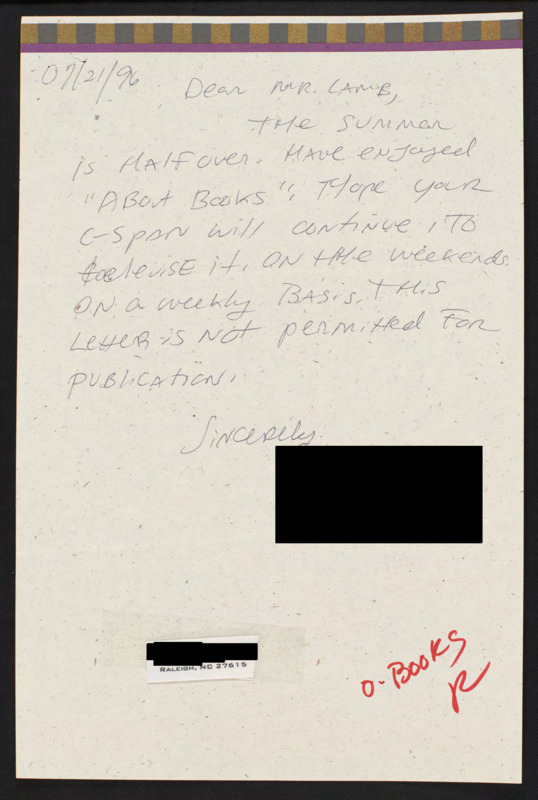 07/21/96
Dear MR. LAMB,
THE SUMMER
is HALF over. HAVE enjoyed
"ABout Books", Hope your
C-SPAN will continue, TO
televise it, ON tHe weekends
ON a weekly BASIS. THIS
Letter is NOT permitted FOR
PUBLICATION.
Sincerely
RALEIGH, NC 27615
O-BOOKS
R